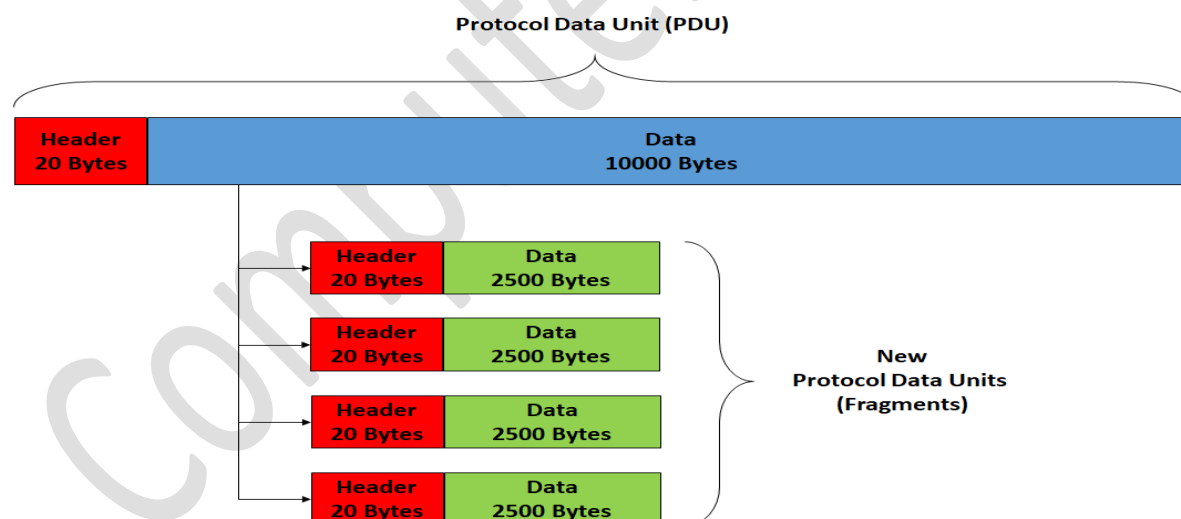 Protocol Data Unit (PDU)
Header
20 Bytes
Data
10000 Bytes
Header
20 Bytes
Data
2500 Bytes
Header
20 Bytes
Data
2500 Bytes
Header
20 Bytes
Data
2500 Bytes
Header
20 Bytes
Data
2500 Bytes
New
Protocol Data Units
(Fragments)
Compute